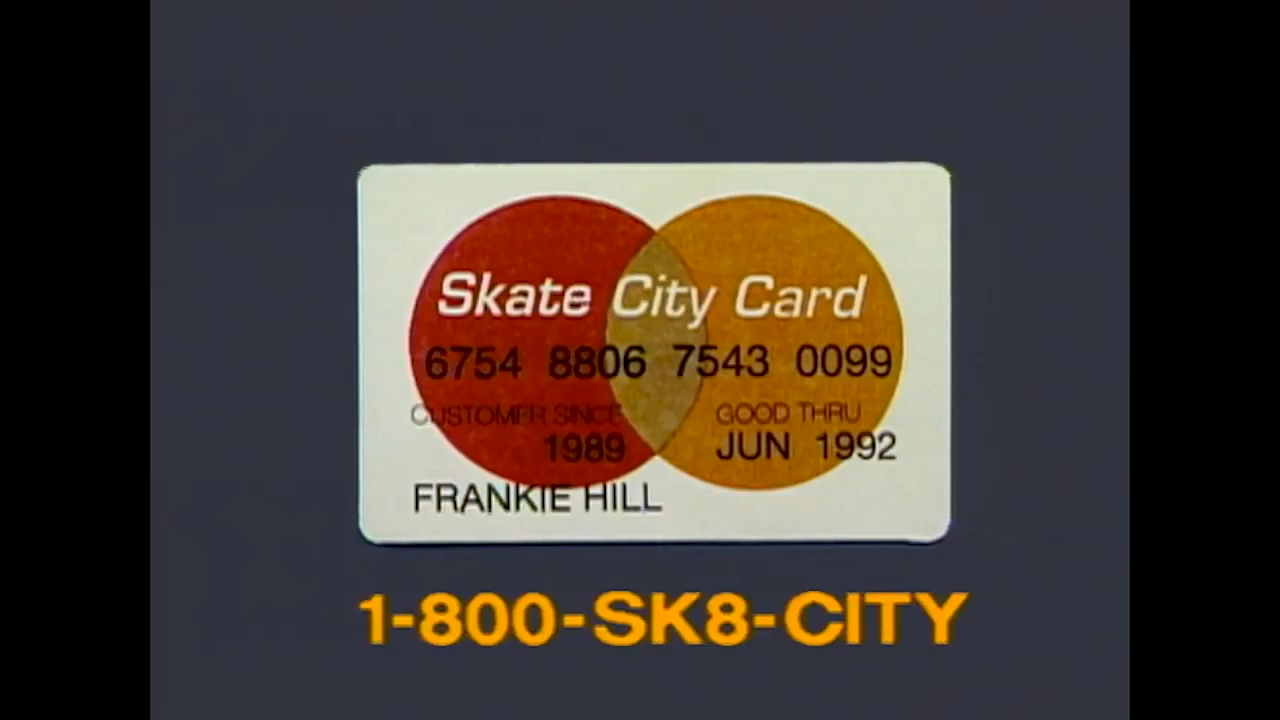 Skate City Card
6754 8806 7543 0099
CUSTOMER SINCE GOOD THRU
1989 JUN 1992
FRANKIE HILL
1-800-SK8-CITY